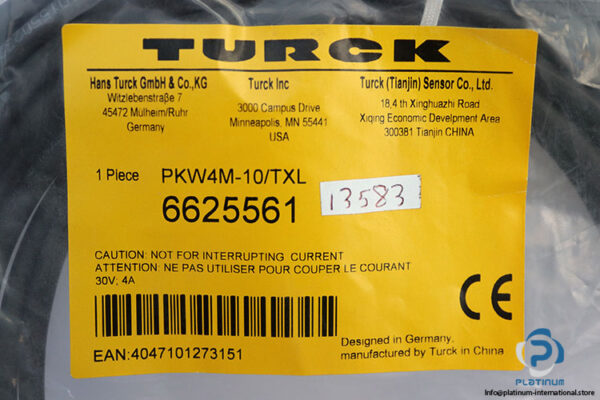 TURCK
Hans Turck GmbH & Co.,KG
Witzlebenstraße 7
45472 Mülheim/Ruhr
Germany
Turck Inc
3000 Campus Drive
Minneapolis, MN 55441
USA
Turck (Tianjin) Sensor Co., Ltd.
18,4 th Xinghuazhi Road
Xiqing Economic Develpment Area
300381 Tianjin CHINA
1 Piece PKW4M-10/TXL
6625561
13583
CAUTION: NOT FOR INTERRUPTING CURRENT
ATTENTION: NE PAS UTILISER POUR COUPER LE COURANT
30V; 4A
CE
EAN:4047101273151
Designed in Germany,
manufactured by Turck in China
PLATINUM
Info@platinum-international.store